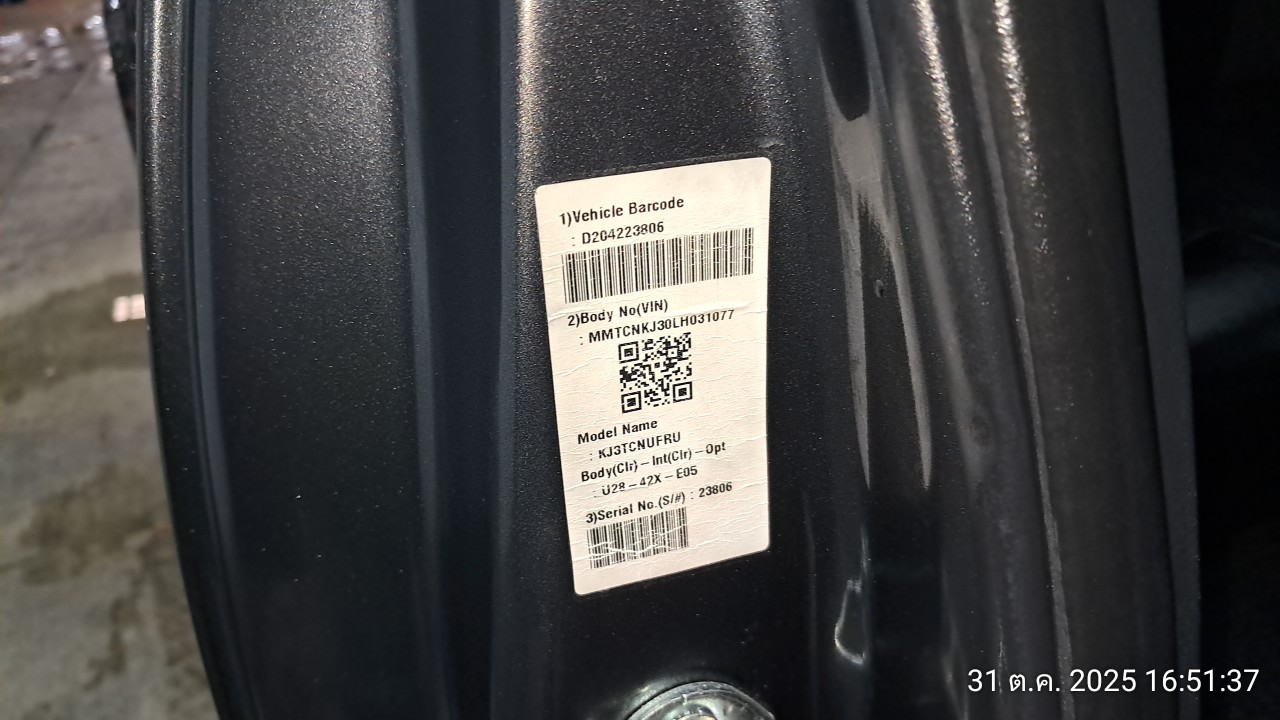 1)Vehicle Barcode
: D204223806
2)Body No(VIN)
: MMTCNKJ30LH031077
Model Name
: KJ3TCNUFRU
Body(Clr)-Int(Clr)-Opt
: U28-42X-E05
3)Serial No.(S/#) : 23806
31 ต.ค. 2025 16:51:37